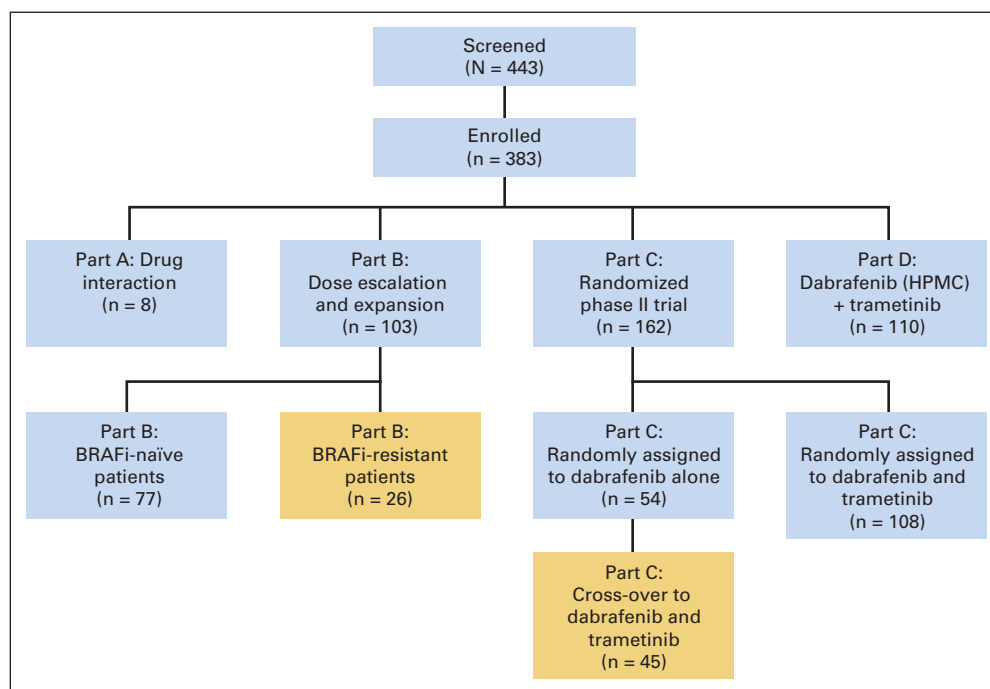 Screened
(N = 443)
Enrolled
(n = 383)
Part A: Drug
interaction
(n = 8)
Part B:
Dose escalation
and expansion
(n = 103)
Part C:
Randomized
phase II trial
(n = 162)
Part D:
Dabrafenib (HPMC)
+ trametinib
(n = 110)
Part B:
BRAFi-naïve
patients
(n = 77)
Part B:
BRAFi-resistant
patients
(n = 26)
Part C:
Randomly assigned
to dabrafenib alone
(n = 54)
Part C:
Randomly assigned
to dabrafenib and
trametinib
(n = 108)
Part C:
Cross-over to
dabrafenib and
trametinib
(n = 45)